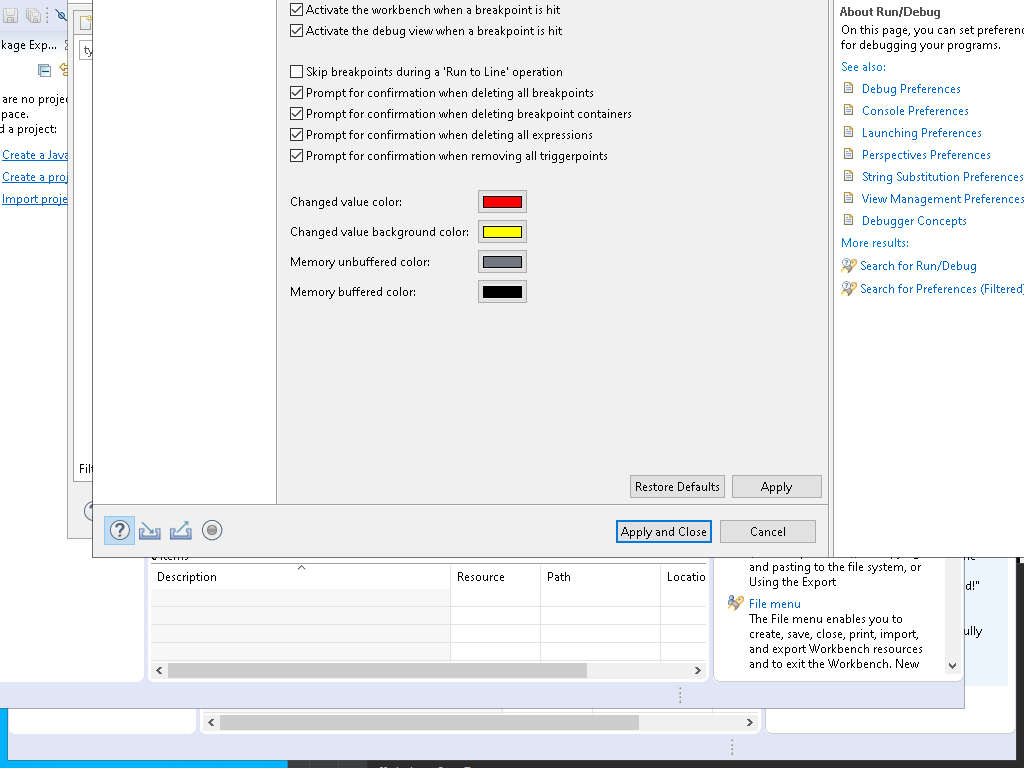 Activate the workbench when a breakpoint is hit
Activate the debug view when a breakpoint is hit
Skip breakpoints during a 'Run to Line' operation
Prompt for confirmation when deleting all breakpoints
Prompt for confirmation when deleting breakpoint containers
Prompt for confirmation when deleting all expressions
Prompt for confirmation when removing all triggerpoints
Changed value color:
Changed value background color:
Memory unbuffered color:
Memory buffered color:
Restore Defaults
Apply
Apply and Close
Cancel
About Run/Debug
On this page, you can set preferenc
for debugging your programs.
See also:
Debug Preferences
Console Preferences
Launching Preferences
Perspectives Preferences
String Substitution Preferences
View Management Preferences
Debugger Concepts
More results:
Search for Run/Debug
Search for Preferences (Filtered)
kage Exp...
ty
are no projec
pace.
d a project:
Create a Java
Create a proj
Import proje
Filt
Description
Resource
Path
Locatio
and pasting to the file system, or
Using the Export
File menu
The File menu enables you to
create, save, close, print, import,
and export Workbench resources
and to exit the Workbench. New
d!"
ully